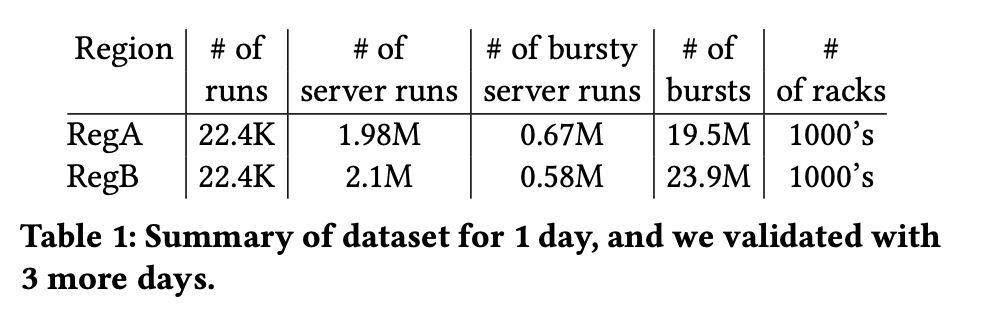 Region | # of | # of | # of bursty | # of | #
runs | server runs | server runs | bursts | of racks
RegA | 22.4K | 1.98M | 0.67M | 19.5M | 1000's
RegB | 22.4K | 2.1M | 0.58M | 23.9M | 1000's
Table 1: Summary of dataset for 1 day, and we validated with
3 more days.